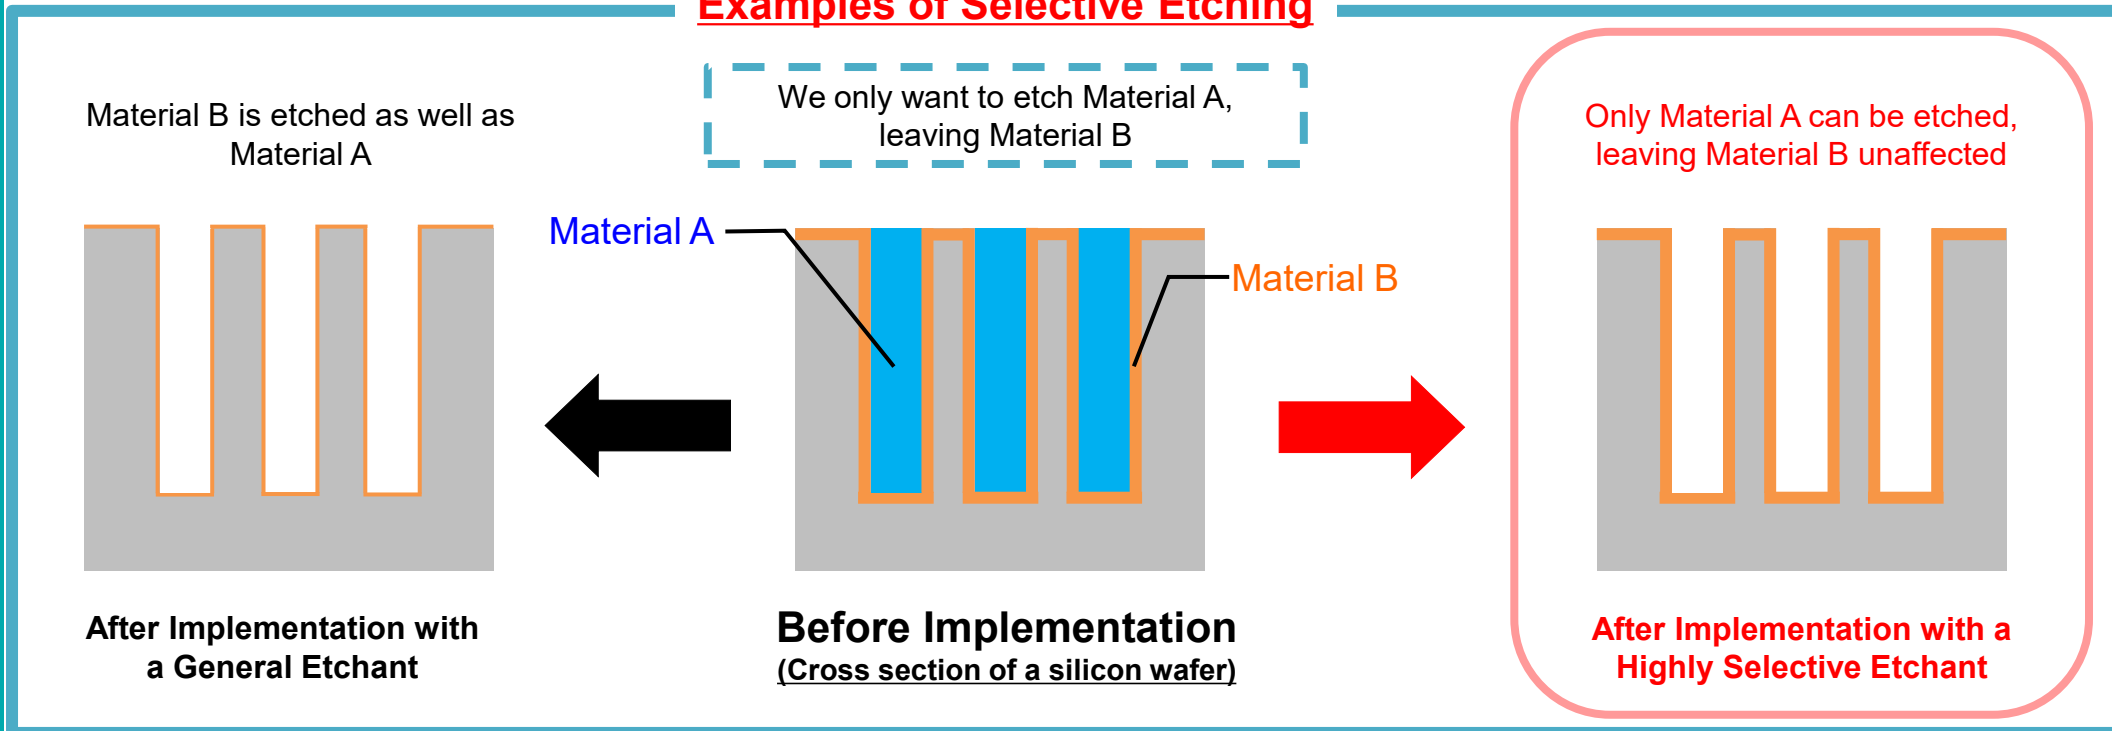 Examples of Selective Etching
We only want to etch Material A,
leaving Material B
Material B is etched as well as
Material A
Only Material A can be etched,
leaving Material B unaffected
Material A
Material B
After Implementation with
a General Etchant
Before Implementation
(Cross section of a silicon wafer)
After Implementation with a
Highly Selective Etchant